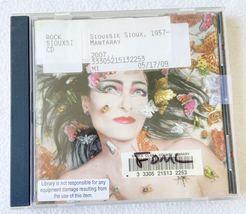 ROCK Siouxsie Sioux, 1957-
SIOUXSI Mantaray
CD
2007.
33305215132253
M1 05/17/09
3 3305 21513 2253
Library is not responsible for any
equipment damage resulting from
the use of this item.